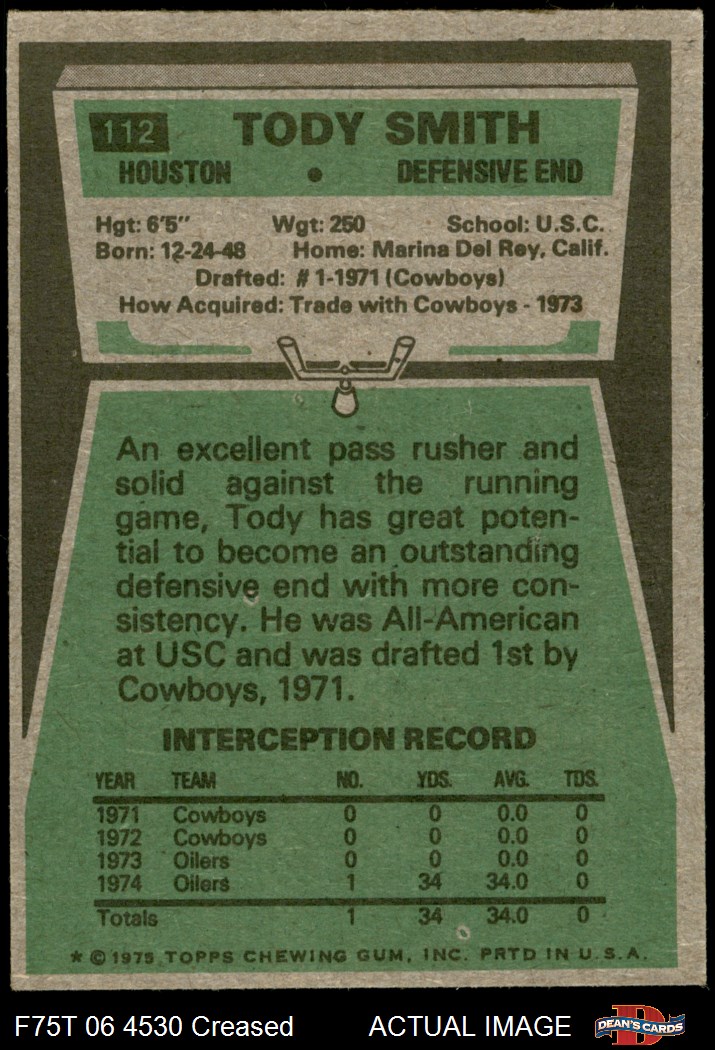 112 TODY SMITH
HOUSTON • DEFENSIVE END
Hgt: 6'5" Wgt: 250 School: U.S.C.
Born: 12-24-48 Home: Marina Del Rey, Calif.
Drafted: #1-1971 (Cowboys)
How Acquired: Trade with Cowboys - 1973
An excellent pass rusher and
solid against the running
game, Tody has great poten-
tial to become an outstanding
defensive end with more con-
sistency. He was All-American
at USC and was drafted 1st by
Cowboys, 1971.
INTERCEPTION RECORD
YEAR TEAM NO. YDS. AVG. TDS.
1971 Cowboys 0 0 0.0 0
1972 Cowboys 0 0 0.0 0
1973 Oilers 0 0 0.0 0
1974 Oilers 1 34 34.0 0
Totals 1 34 34.0 0
* © 1975 TOPPS CHEWING GUM, INC. PRTD IN U.S.A.
F75T 06 4530 Creased ACTUAL IMAGE D DEAN'S CARDS